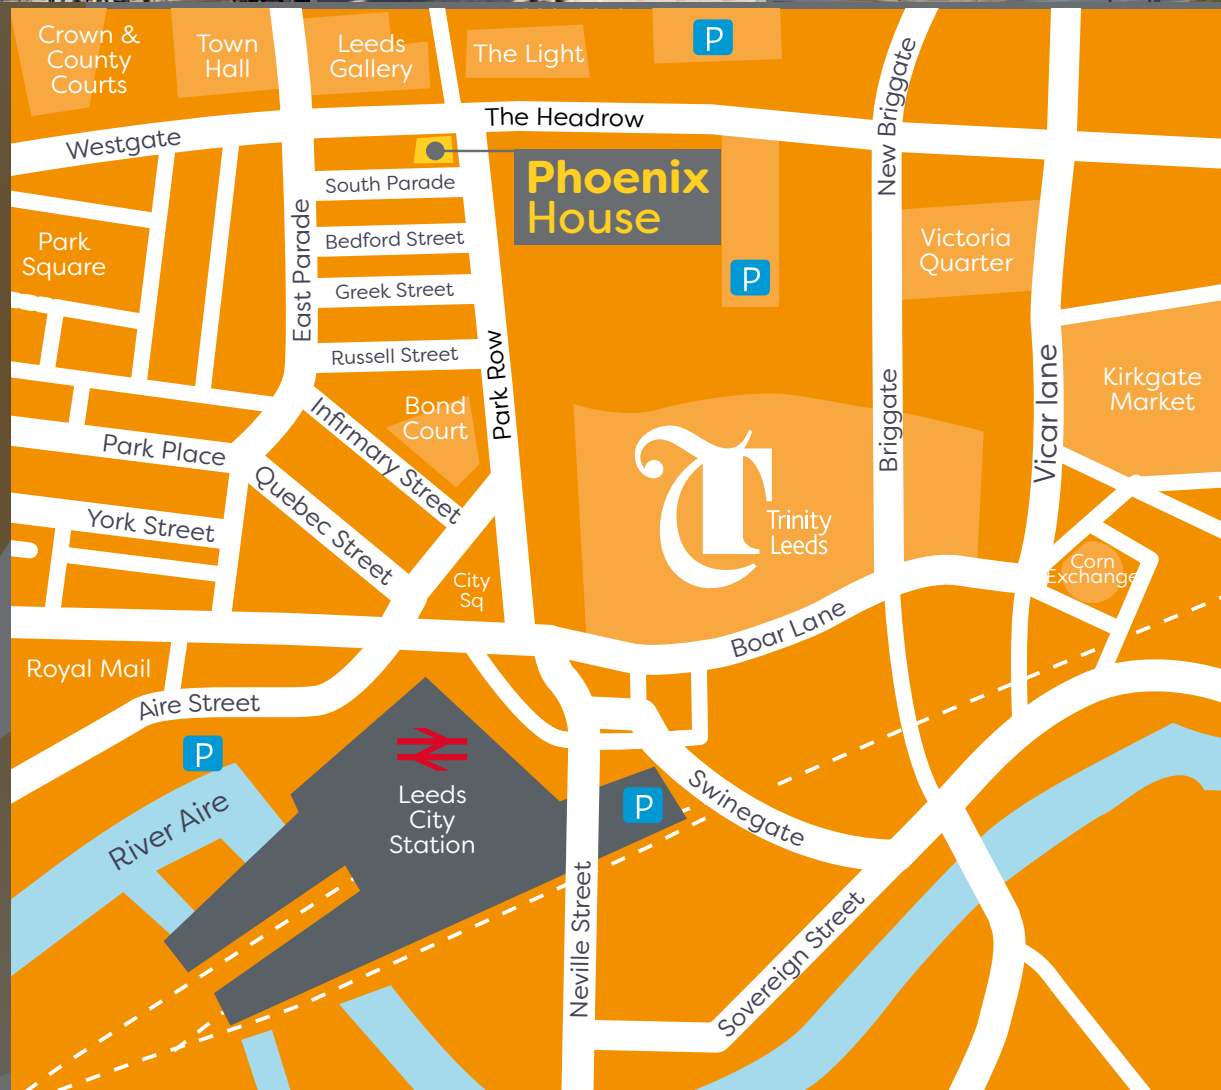 Crown &
County
Courts
Town
Hall
Leeds
Gallery
The Light
P
New Briggate
The Headrow
Westgate
Phoenix
House
South Parade
Bedford Street
Greek Street
Russell Street
East Parade
Park
Square
Park Row
P
Victoria
Quarter
Briggate
Vicar lane
Kirkgate
Market
Bond
Court
Infirmary Street
Park Place
Quebec Street
York Street
T
Trinity
Leeds
City
Sq
Corn
Exchange
Boar Lane
Royal Mail
Aire Street
P
River Aire
Leeds
City
Station
P
Swinegate
Neville Street
Sovereign Street